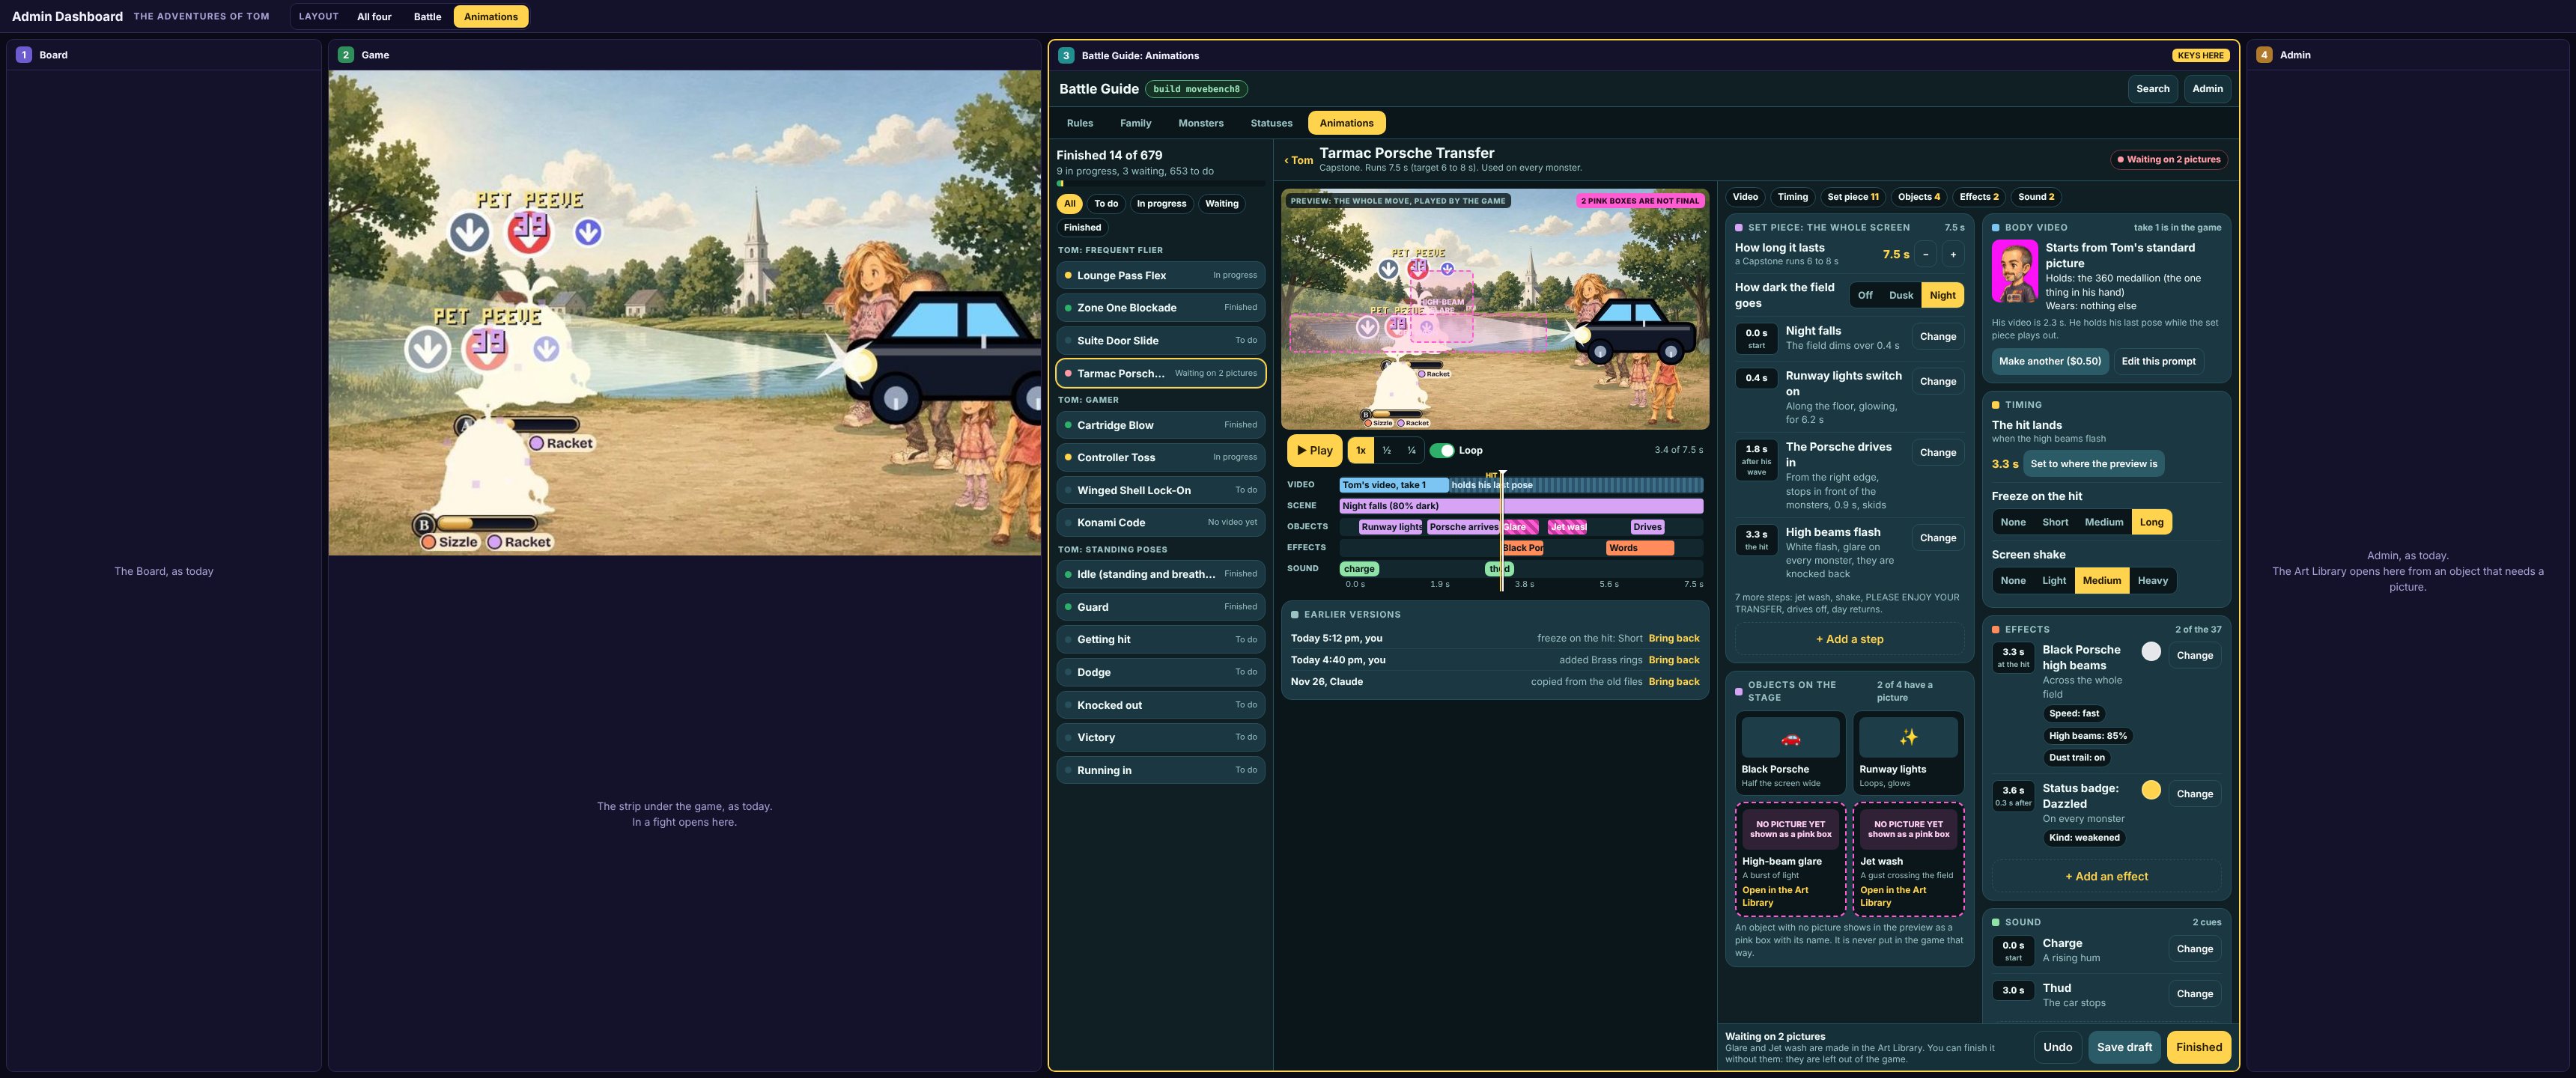 Admin Dashboard THE ADVENTURES OF TOM LAYOUT All four Battle Animations
1 Board
The Board, as today
2 Game
PET PEEVE
39
PET PEEVE
39
A
Racket
B
Sizzle Racket
The strip under the game, as today.
In a fight opens here.
3 Battle Guide: Animations KEYS HERE
Battle Guide build movebench8 Search Admin
Rules Family Monsters Statuses Animations
Finished 14 of 679
9 in progress, 3 waiting, 653 to do
All To do In progress Waiting
Finished
TOM: FREQUENT FLIER
Lounge Pass Flex In progress
Zone One Blockade Finished
Suite Door Slide To do
Tarmac Porsch... Waiting on 2 pictures
TOM: GAMER
Cartridge Blow Finished
Controller Toss In progress
Winged Shell Lock-On To do
Konami Code No video yet
TOM: STANDING POSES
Idle (standing and breath... Finished
Guard Finished
Getting hit To do
Dodge To do
Knocked out To do
Victory To do
Running in To do
‹ Tom Tarmac Porsche Transfer
Capstone. Runs 7.5 s (target 6 to 8 s). Used on every monster.
Waiting on 2 pictures
PREVIEW: THE WHOLE MOVE, PLAYED BY THE GAME 2 PINK BOXES ARE NOT FINAL
PET PEEVE
39
HIGH-BEAM
PET PEEVE
39
Racket
B
Sizzle Racket
▶ Play 1x ½ ¼ Loop 3.4 of 7.5 s
HIT
VIDEO Tom's video, take 1 holds his last pose
SCENE Night falls (80% dark)
OBJECTS Runway lights Porsche arrives Glare Jet wash Drives
EFFECTS Black Por Words
SOUND charge thud
0.0 s 1.9 s 3.8 s 5.6 s 7.5 s
EARLIER VERSIONS
Today 5:12 pm, you freeze on the hit: Short Bring back
Today 4:40 pm, you added Brass rings Bring back
Nov 26, Claude copied from the old files Bring back
Video Timing Set piece 11 Objects 4 Effects 2 Sound 2
SET PIECE: THE WHOLE SCREEN 7.5 s
How long it lasts
a Capstone runs 6 to 8 s
7.5 s − +
How dark the field goes
Off Dusk Night
0.0 s
start
Night falls
The field dims over 0.4 s
Change
0.4 s
Runway lights switch on
Along the floor, glowing, for 6.2 s
Change
1.8 s
after his wave
The Porsche drives in
From the right edge, stops in front of the monsters, 0.9 s, skids
Change
3.3 s
the hit
High beams flash
White flash, glare on every monster, they are knocked back
Change
7 more steps: jet wash, shake, PLEASE ENJOY YOUR TRANSFER, drives off, day returns.
+ Add a step
OBJECTS ON THE STAGE 2 of 4 have a picture
Black Porsche
Half the screen wide
Runway lights
Loops, glows
NO PICTURE YET
shown as a pink box
High-beam glare
A burst of light
Open in the Art Library
NO PICTURE YET
shown as a pink box
Jet wash
A gust crossing the field
Open in the Art Library
An object with no picture shows in the preview as a pink box with its name. It is never put in the game that way.
BODY VIDEO take 1 is in the game
Starts from Tom's standard picture
Holds: the 360 medallion (the one thing in his hand)
Wears: nothing else
His video is 2.3 s. He holds his last pose while the set piece plays out.
Make another ($0.50) Edit this prompt
TIMING
The hit lands
when the high beams flash
3.3 s Set to where the preview is
Freeze on the hit
None Short Medium Long
Screen shake
None Light Medium Heavy
EFFECTS 2 of the 37
3.3 s
at the hit
Black Porsche high beams
Across the whole field
Speed: fast
High beams: 85%
Dust trail: on
Change
3.6 s
0.3 s after
Status badge: Dazzled
On every monster
Kind: weakened
Change
+ Add an effect
SOUND 2 cues
0.0 s
start
Charge
A rising hum
Change
3.0 s
Thud
The car stops
Change
Waiting on 2 pictures
Glare and Jet wash are made in the Art Library. You can finish it without them: they are left out of the game.
Undo Save draft Finished
4 Admin
Admin, as today.
The Art Library opens here from an object that needs a picture.